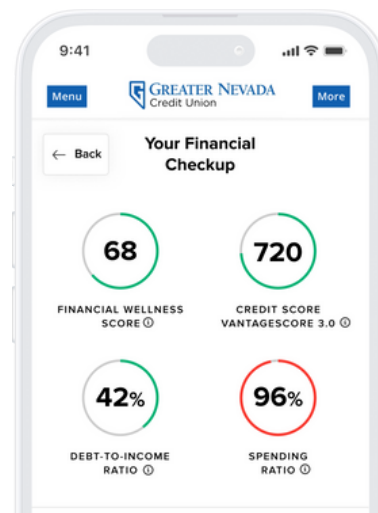 9:41
Menu
GREATER NEVADA
Credit Union
More
← Back
Your Financial
Checkup
68
720
FINANCIAL WELLNESS
SCORE ⓘ
CREDIT SCORE
VANTAGESCORE 3.0 ⓘ
42%
96%
DEBT-TO-INCOME
RATIO ⓘ
SPENDING
RATIO ⓘ